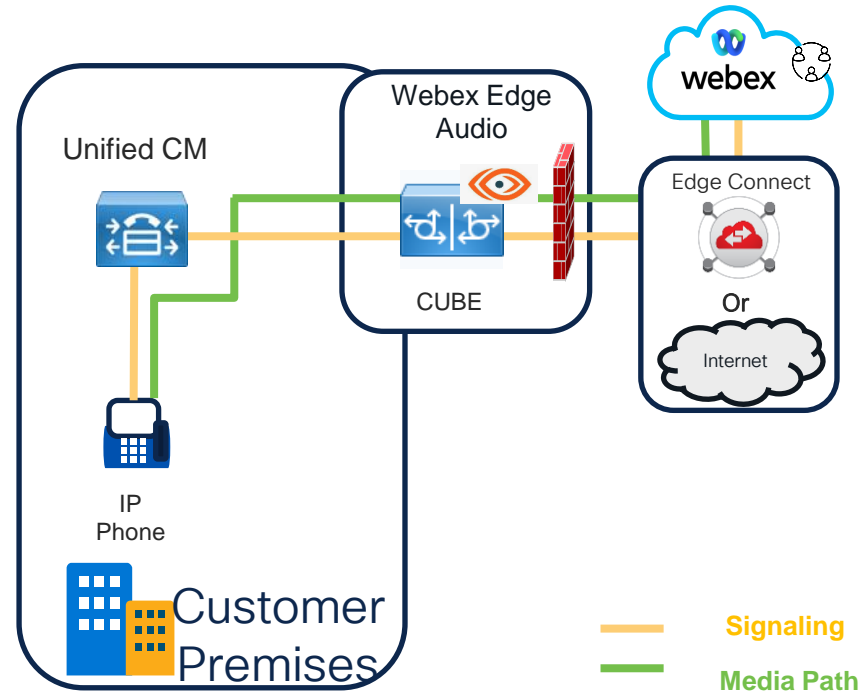 webex
Webex Edge
Audio
Unified CM
Edge Connect
CUBE
Or
Internet
IP
Phone
Customer
Premises
Signaling
Media Path